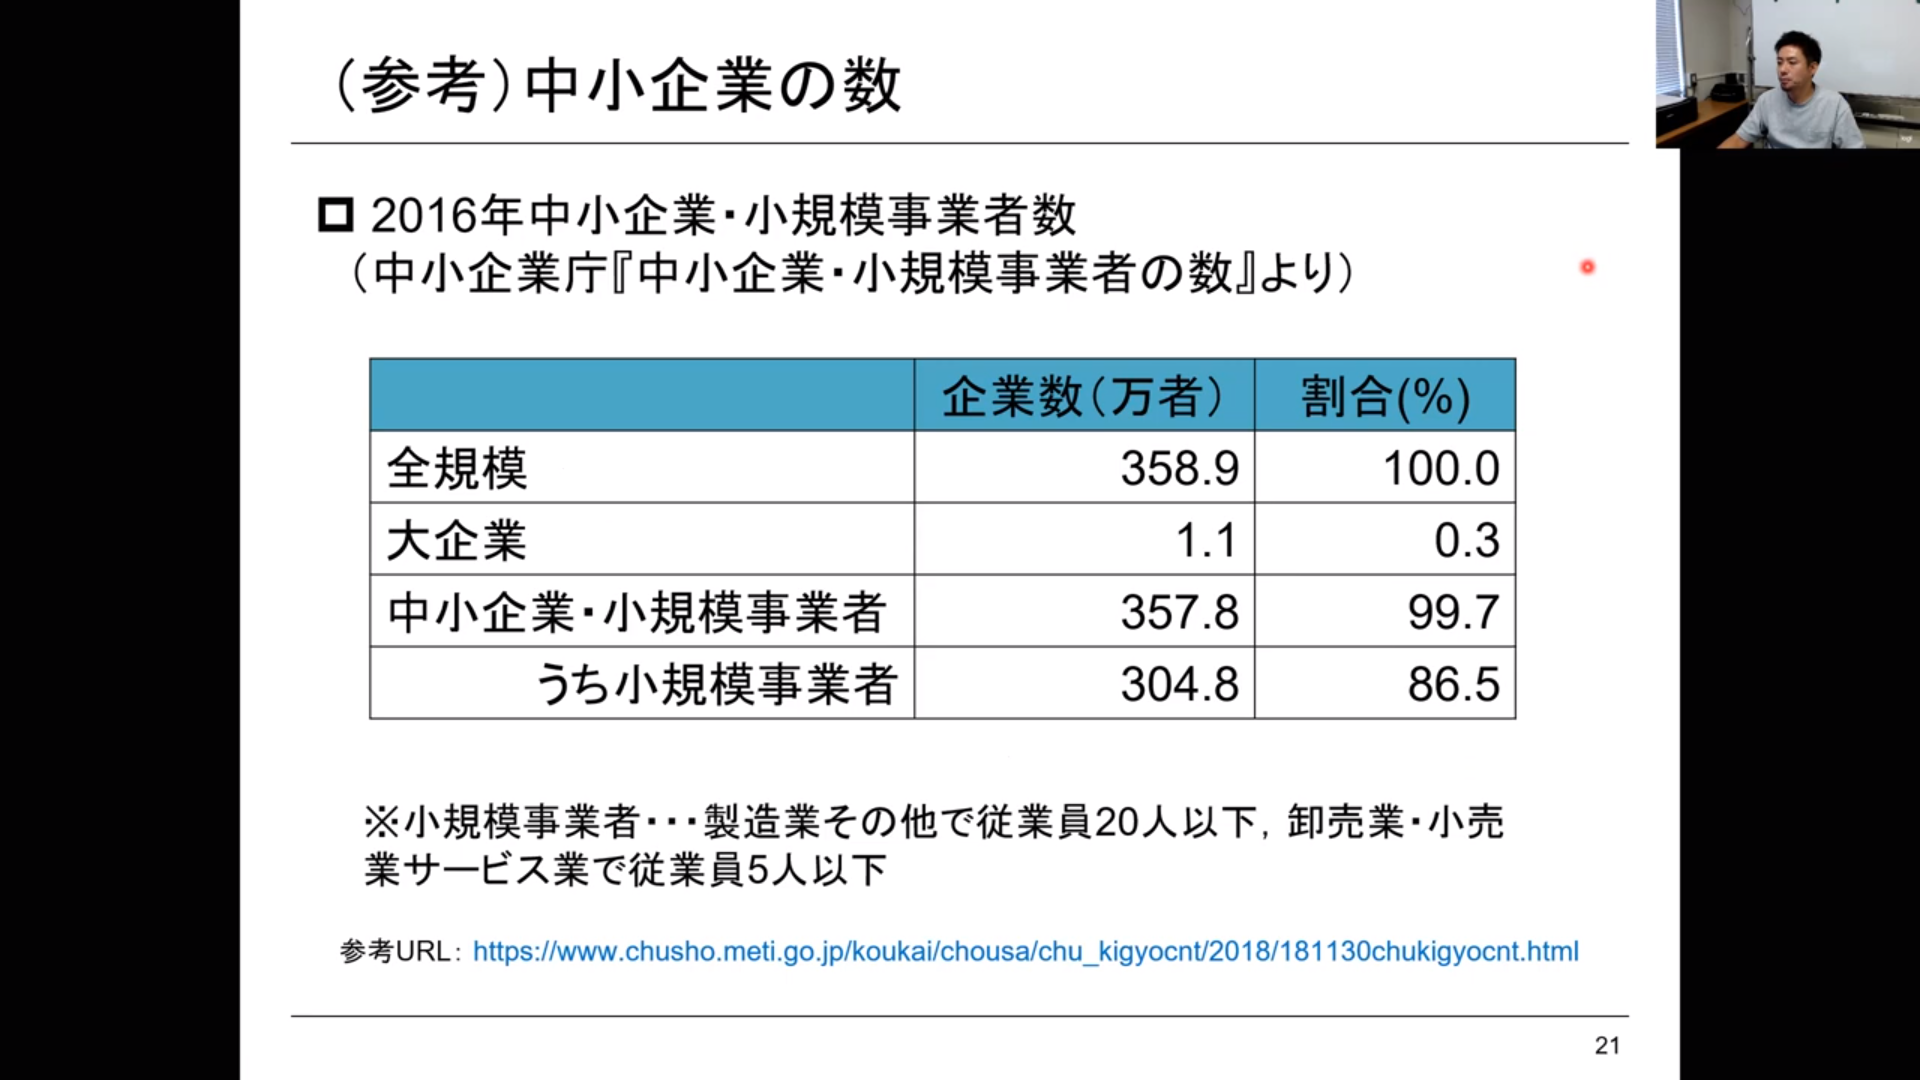 （参考）中小企業の数
2016年中小企業・小規模事業者数
（中小企業庁『中小企業・小規模事業者の数』より）
企業数（万者） 割合(%)
全規模 358.9 100.0
大企業 1.1 0.3
中小企業・小規模事業者 357.8 99.7
うち小規模事業者 304.8 86.5
※小規模事業者・・・製造業その他で従業員20人以下，卸売業・小売
業サービス業で従業員5人以下
参考URL： https://www.chusho.meti.go.jp/koukai/chousa/chu_kigyocnt/2018/181130chukigyocnt.html
21